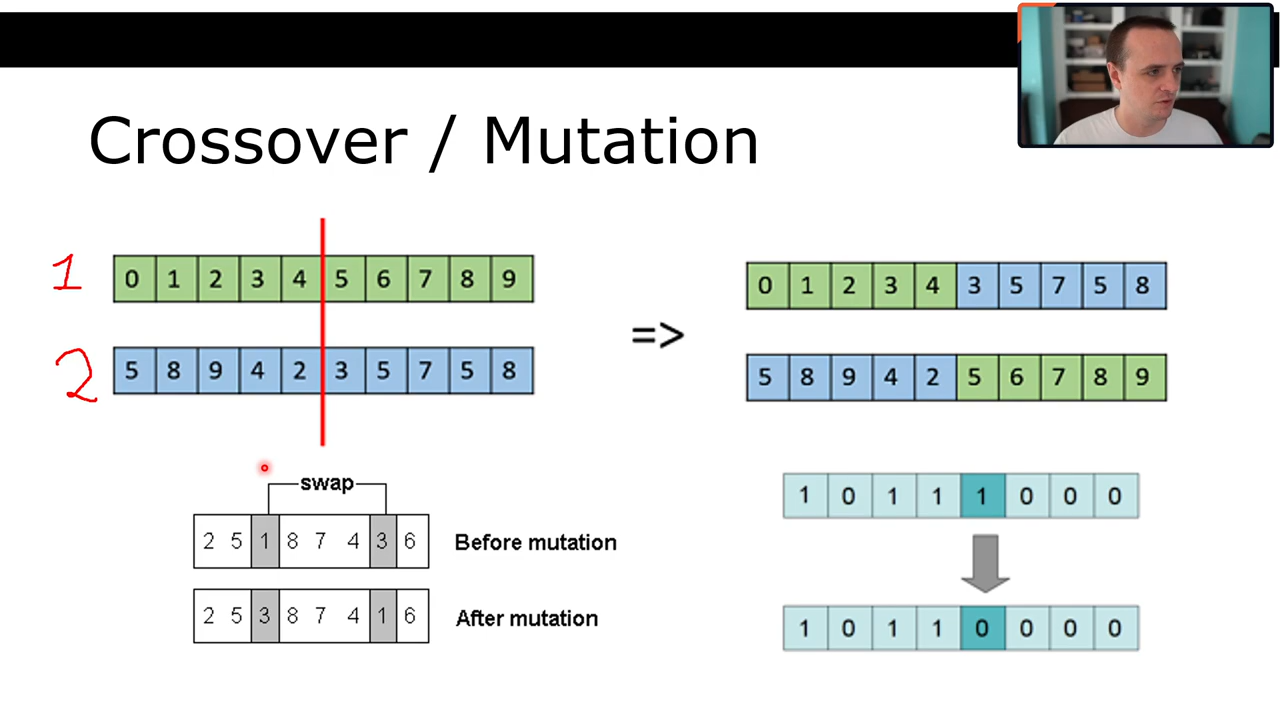 Crossover / Mutation
1 0 1 2 3 4 5 6 7 8 9
0 1 2 3 4 3 5 7 5 8
=>
2 5 8 9 4 2 3 5 7 5 8
5 8 9 4 2 5 6 7 8 9
swap
2 5 1 8 7 4 3 6 Before mutation
2 5 3 8 7 4 1 6 After mutation
1 0 1 1 1 0 0 0
1 0 1 1 0 0 0 0